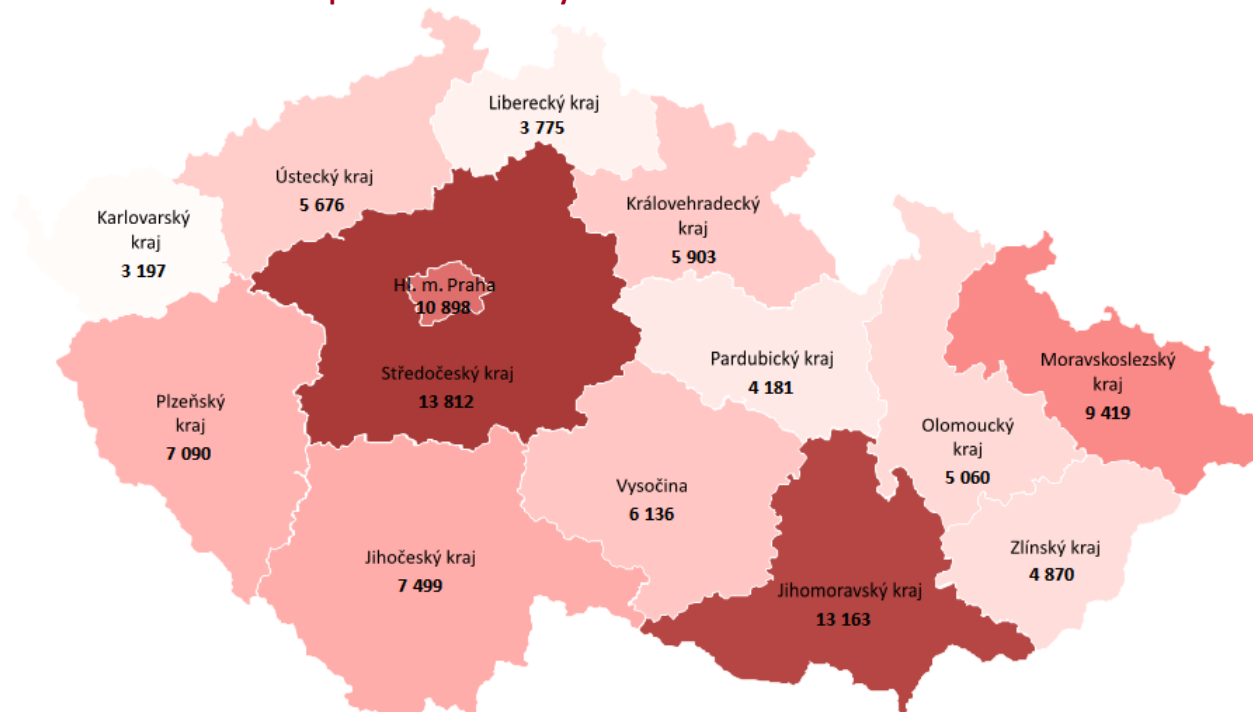 Liberecký kraj
3 775
Ústecký kraj
5 676
Karlovarský
kraj
3 197
Královehradecký
kraj
5 903
Hl. m. Praha
10 898
Středočeský kraj
13 812
Pardubický kraj
4 181
Moravskoslezský
kraj
9 419
Plzeňský
kraj
7 090
Olomoucký
kraj
5 060
Vysočina
6 136
Jihočeský kraj
7 499
Zlínský kraj
4 870
Jihomoravský kraj
13 163